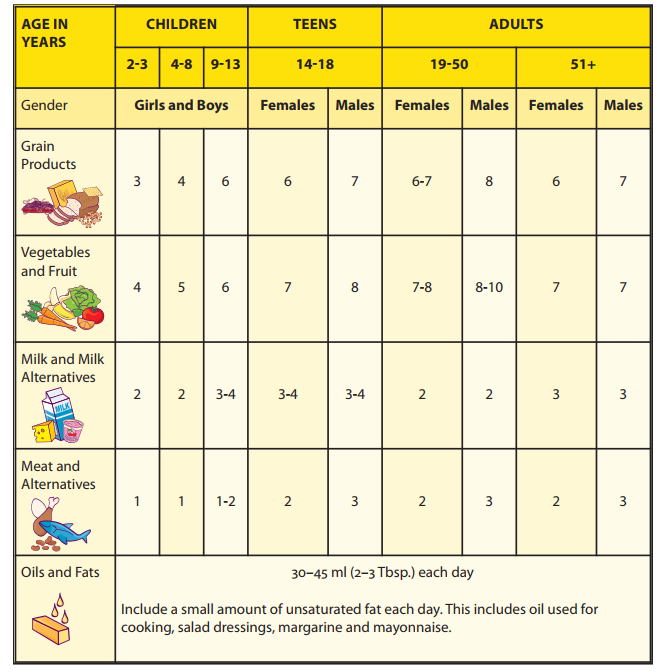 AGE IN YEARS CHILDREN TEENS ADULTS
2-3 4-8 9-13 14-18 19-50 51+
Gender Girls and Boys Females Males Females Males Females Males
Grain
Products
3 4 6 6 7 6-7 8 6 7
Vegetables
and Fruit
4 5 6 7 8 7-8 8-10 7 7
Milk and Milk
Alternatives
MILK
2 2 3-4 3-4 3-4 2 2 3 3
Meat and
Alternatives
1 1 1-2 2 3 2 3 2 3
Oils and Fats
30–45 ml (2–3 Tbsp.) each day
Include a small amount of unsaturated fat each day. This includes oil used for
cooking, salad dressings, margarine and mayonnaise.